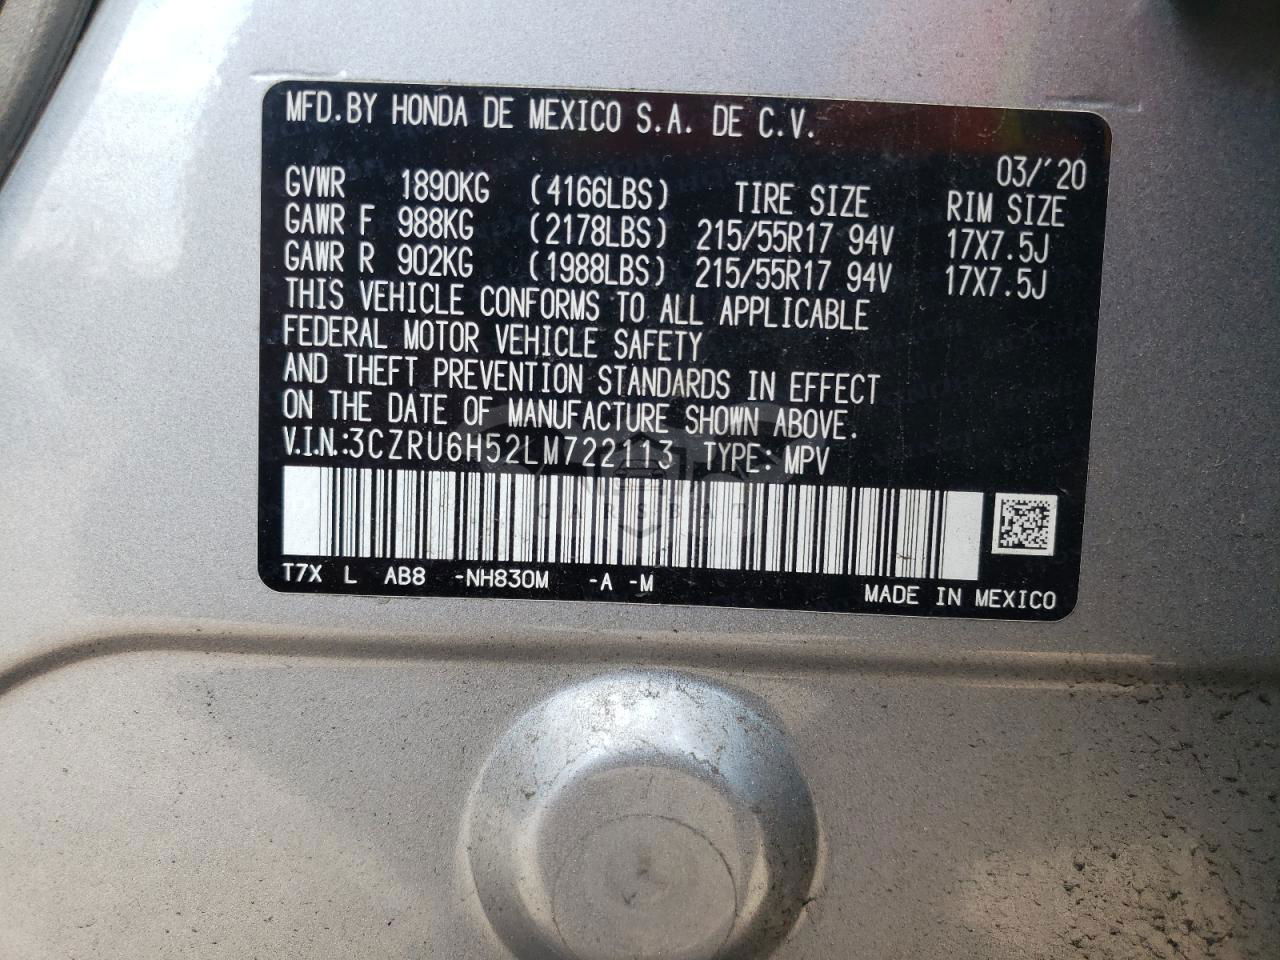 MFD.BY HONDA DE MEXICO S.A. DE C.V.
03/'20
GVWR 1890KG (4166LBS) TIRE SIZE RIM SIZE
GAWR F 988KG (2178LBS) 215/55R17 94V 17X7.5J
GAWR R 902KG (1988LBS) 215/55R17 94V 17X7.5J
THIS VEHICLE CONFORMS TO ALL APPLICABLE
FEDERAL MOTOR VEHICLE SAFETY
AND THEFT PREVENTION STANDARDS IN EFFECT
ON THE DATE OF MANUFACTURE SHOWN ABOVE.
V.I.N.:3CZRU6H52LM722113 TYPE: MPV
CARSBAT
T7X L AB8 -NH830M -A -M MADE IN MEXICO